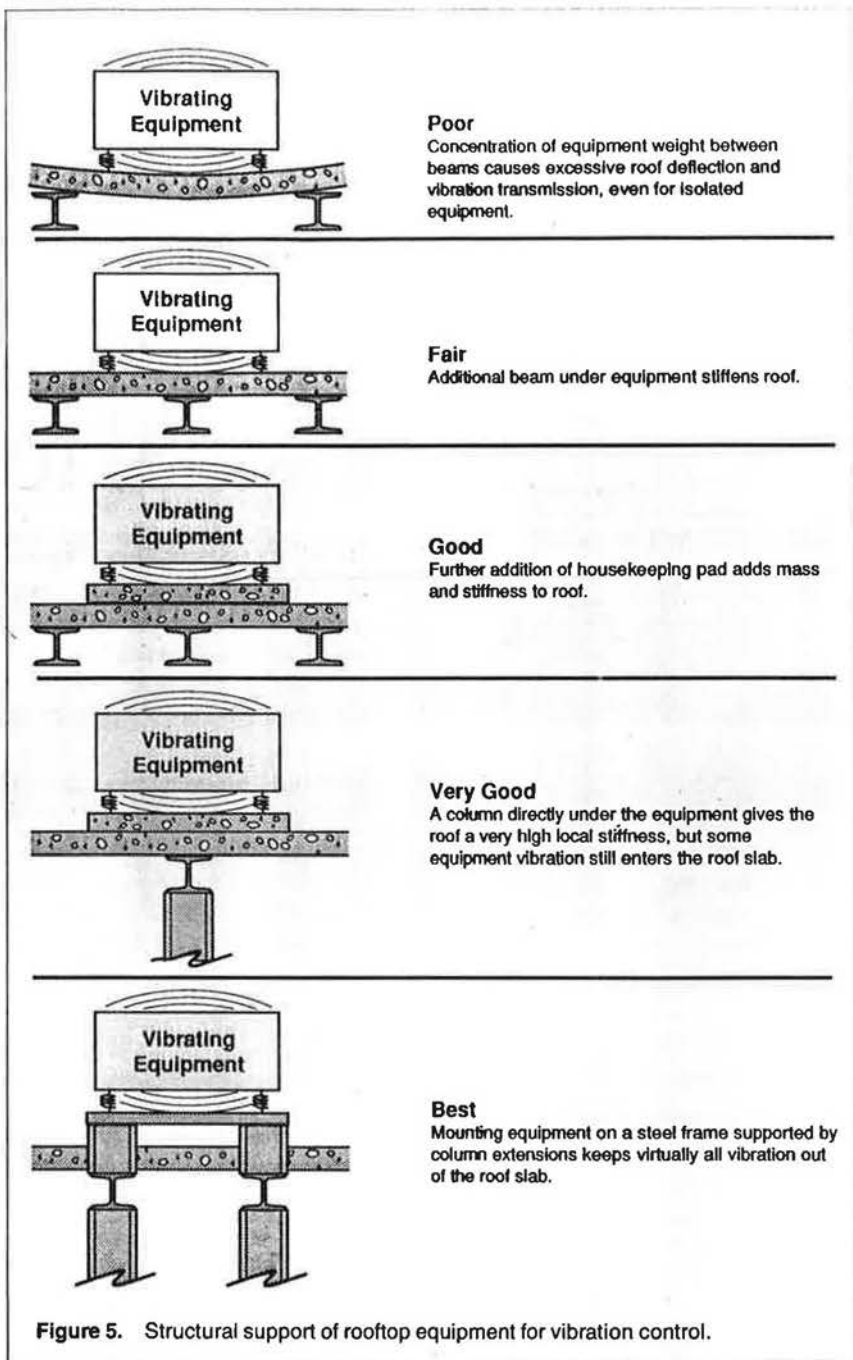 Vibrating
Equipment
Poor
Concentration of equipment weight between
beams causes excessive roof deflection and
vibration transmission, even for isolated
equipment.
Vibrating
Equipment
Fair
Additional beam under equipment stiffens roof.
Vibrating
Equipment
Good
Further addition of housekeeping pad adds mass
and stiffness to roof.
Vibrating
Equipment
Very Good
A column directly under the equipment gives the
roof a very high local stiffness, but some
equipment vibration still enters the roof slab.
Vibrating
Equipment
Best
Mounting equipment on a steel frame supported by
column extensions keeps virtually all vibration out
of the roof slab.
Figure 5. Structural support of rooftop equipment for vibration control.